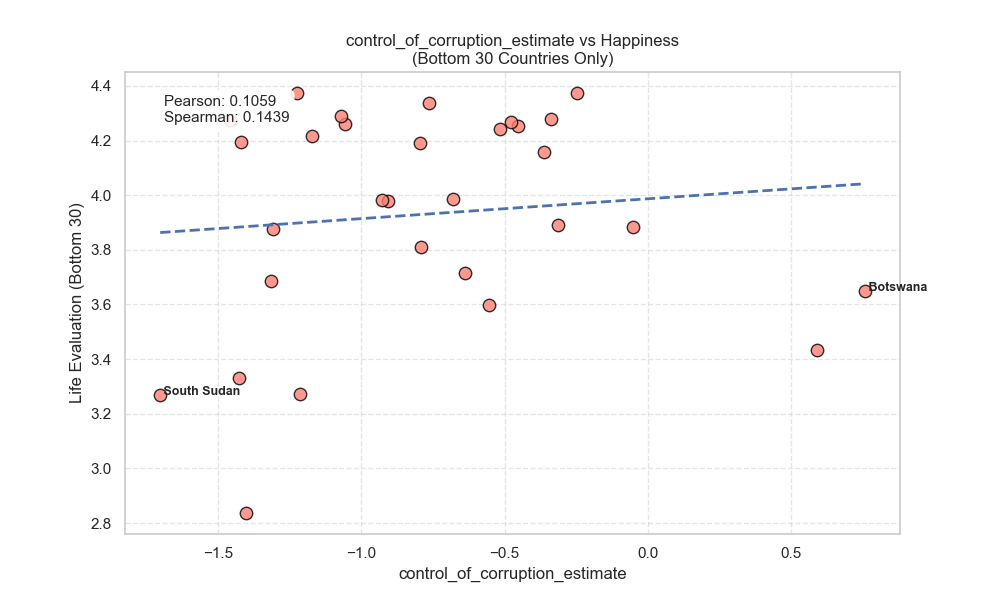 control_of_corruption_estimate vs Happiness
(Bottom 30 Countries Only)
Pearson: 0.1059
Spearman: 0.1439
Life Evaluation (Bottom 30)
4.4
4.2
4.0
3.8
3.6
3.4
3.2
3.0
2.8
Botswana
South Sudan
−1.5
−1.0
−0.5
0.0
0.5
control_of_corruption_estimate